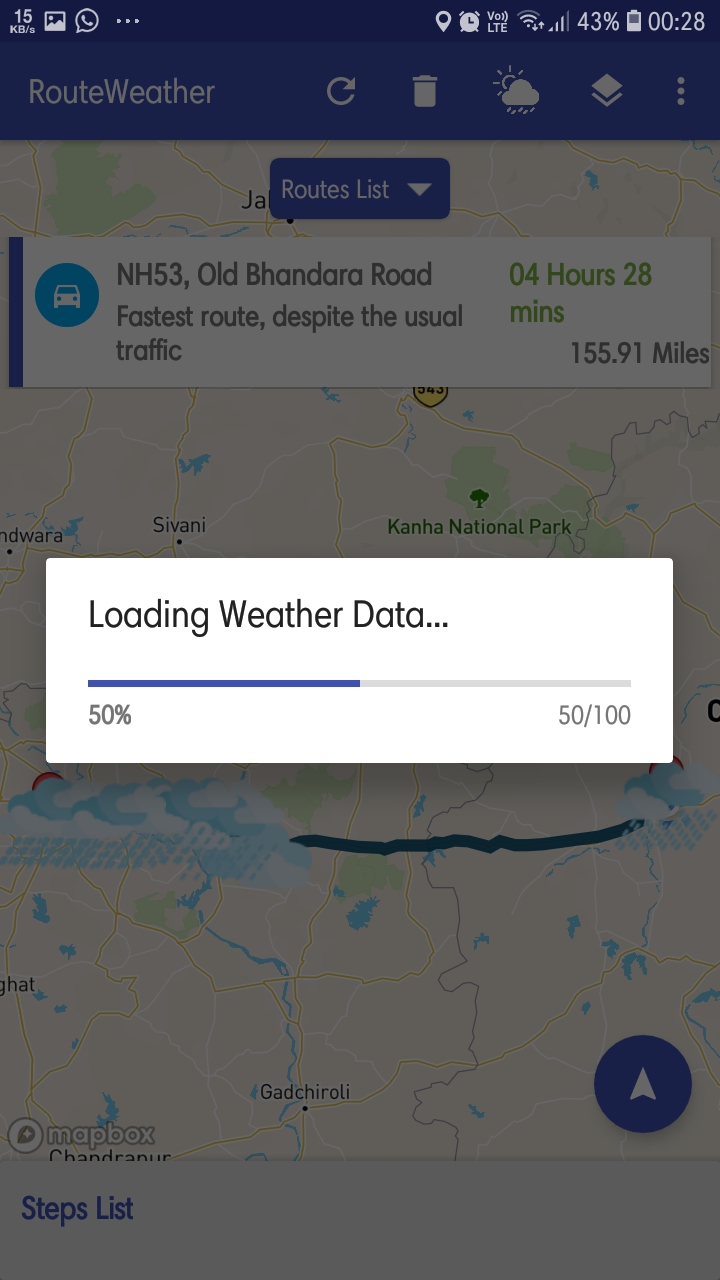 15
KB/s
Vo))
LTE
43%
00:28
RouteWeather
Routes List
NH53, Old Bhandara Road
04 Hours 28
mins
Fastest route, despite the usual
traffic
155.91 Miles
543
Sivani
ndwara
Kanha National Park
Loading Weather Data...
50%
50/100
ghat
Gadchiroli
mapbox
Chandrapur
Steps List